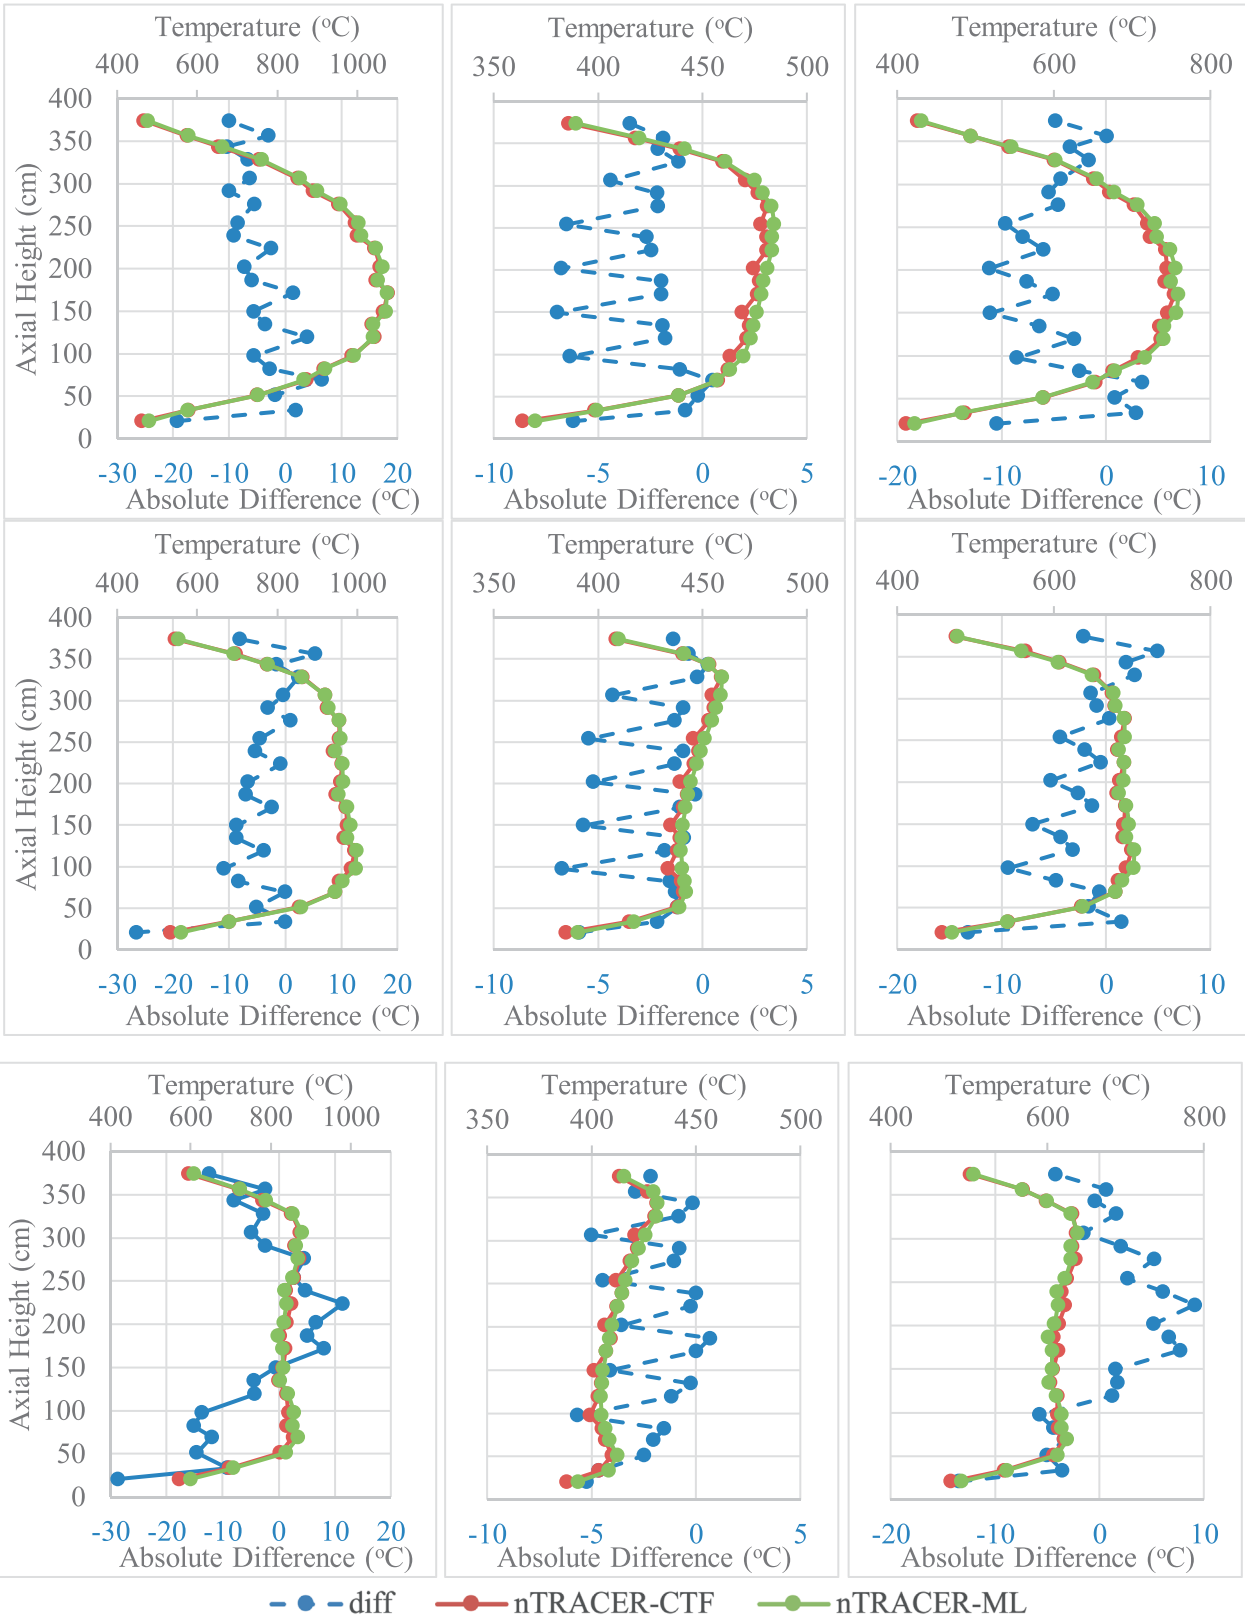 Temperature (°C) Temperature (°C) Temperature (°C)
400 600 800 1000 350 400 450 500 400 600 800
400
350
300
250
200
150
100
50
0
Axial Height (cm)
-30 -20 -10 0 10 20 -10 -5 0 5 -20 -10 0 10
Absolute Difference (°C) Absolute Difference (°C) Absolute Difference (°C)
Temperature (°C) Temperature (°C) Temperature (°C)
400 600 800 1000 350 400 450 500 400 600 800
400
350
300
250
200
150
100
50
0
Axial Height (cm)
-30 -20 -10 0 10 20 -10 -5 0 5 -20 -10 0 10
Absolute Difference (°C) Absolute Difference (°C) Absolute Difference (°C)
Temperature (°C) Temperature (°C) Temperature (°C)
400 600 800 1000 350 400 450 500 400 600 800
400
350
300
250
200
150
100
50
0
Axial Height (cm)
-30 -20 -10 0 10 20 -10 -5 0 5 -20 -10 0 10
Absolute Difference (°C) Absolute Difference (°C) Absolute Difference (°C)
diff nTRACER-CTF nTRACER-ML